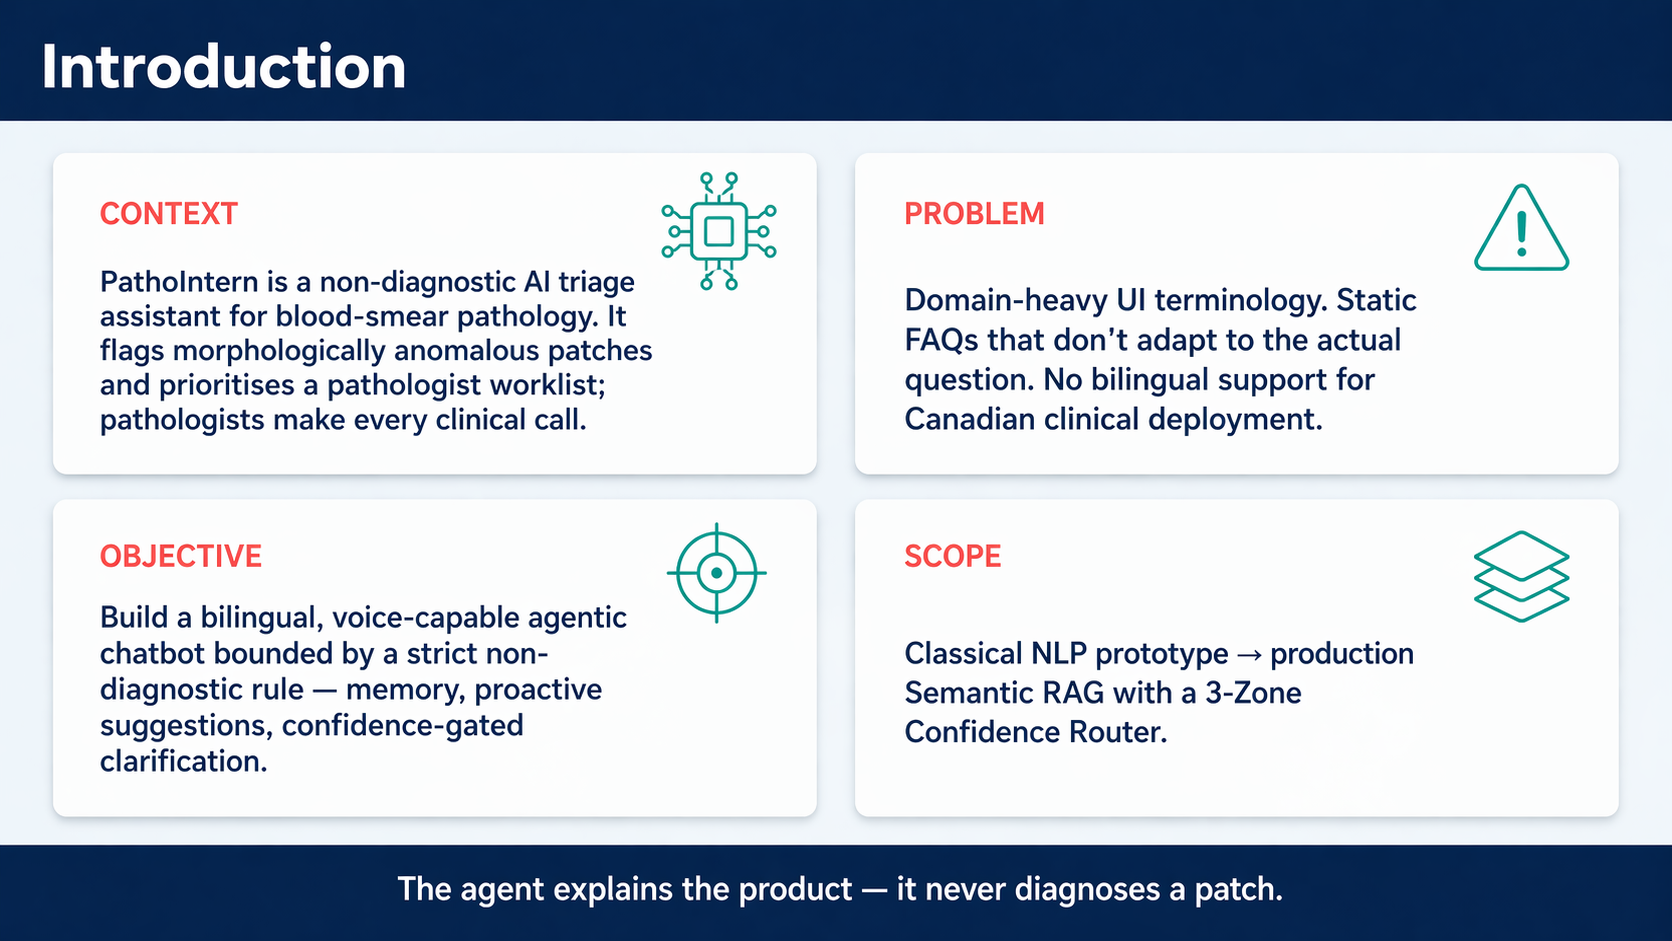 Introduction
CONTEXT
PathoIntern is a non-diagnostic AI triage
assistant for blood-smear pathology. It
flags morphologically anomalous patches
and prioritises a pathologist worklist;
pathologists make every clinical call.
PROBLEM
Domain-heavy UI terminology. Static
FAQs that don’t adapt to the actual
question. No bilingual support for
Canadian clinical deployment.
OBJECTIVE
Build a bilingual, voice-capable agentic
chatbot bounded by a strict non-
diagnostic rule — memory, proactive
suggestions, confidence-gated
clarification.
SCOPE
Classical NLP prototype → production
Semantic RAG with a 3-Zone
Confidence Router.
The agent explains the product — it never diagnoses a patch.